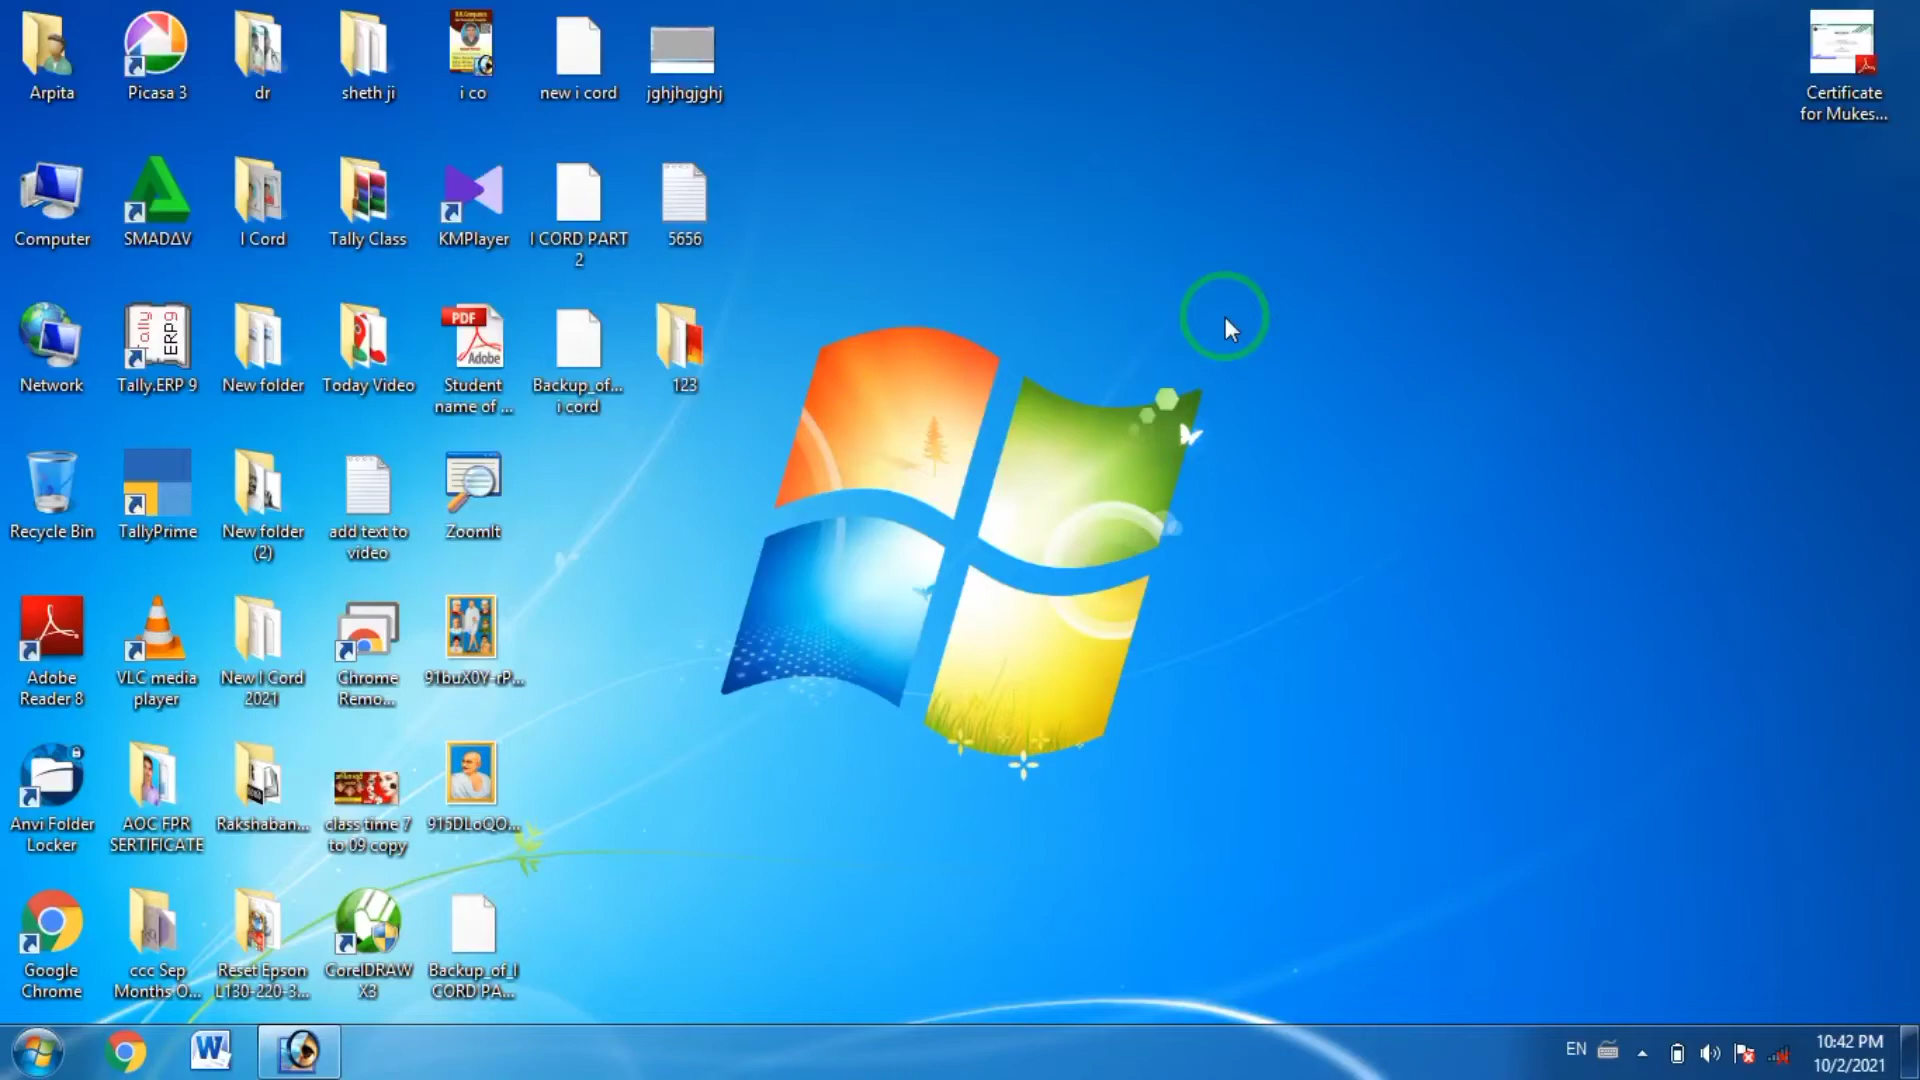 Arpita
Picasa 3
dr
sheth ji
i co
new i cord
jghjhgjghj
Certificate
for Mukes...
Computer
SMADΔV
I Cord
Tally Class
KMPlayer
I CORD PART
2
5656
Network
Tally.ERP 9
New folder
Today Video
PDF
Adobe
Student
name of ...
Backup_of...
i cord
123
Recycle Bin
TallyPrime
New folder
(2)
add text to
video
ZoomIt
Adobe
Reader 8
VLC media
player
New I Cord
2021
Chrome
Remo...
91buX0Y-rP...
Anvi Folder
Locker
AOC FPR
SERTIFICATE
Rakshaban...
class time 7
to 09 copy
915DLoQO...
Google
Chrome
ccc Sep
Months O...
Reset Epson
L130-220-3...
CorelDRAW
X3
Backup_of_I
CORD PA...
EN
10:42 PM
10/2/2021